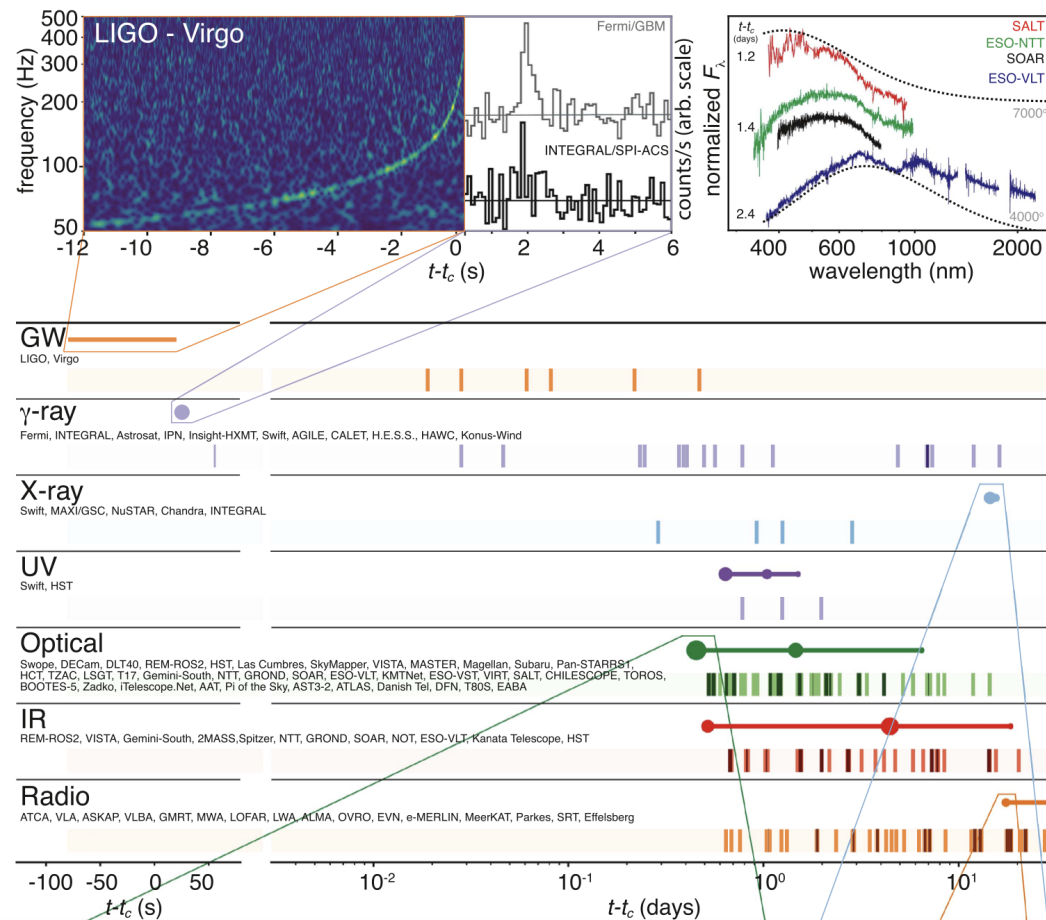 LIGO - Virgo
frequency (Hz)
500
400
300
200
100
50
-12 -10 -8 -6 -4 -2 0 2 4 6
t-tc (s)
Fermi/GBM
INTEGRAL/SPI-ACS
counts/s (arb. scale)
normalized Fλ
t-tc
(days)
1.2
1.4
2.4
SALT
ESO-NTT
SOAR
ESO-VLT
7000°
4000°
400 600 1000 2000
wavelength (nm)
GW
LIGO, Virgo
γ-ray
Fermi, INTEGRAL, Astrosat, IPN, Insight-HXMT, Swift, AGILE, CALET, H.E.S.S., HAWC, Konus-Wind
X-ray
Swift, MAXI/GSC, NuSTAR, Chandra, INTEGRAL
UV
Swift, HST
Optical
Swope, DECam, DLT40, REM-ROS2, HST, Las Cumbres, SkyMapper, VISTA, MASTER, Magellan, Subaru, Pan-STARRS1,
HCT, TZAC, LSGT, T17, Gemini-South, NTT, GROND, SOAR, ESO-VLT, KMTNet, ESO-VST, VIRT, SALT, CHILESCOPE, TOROS,
BOOTES-5, Zadko, iTelescope.Net, AAT, Pi of the Sky, AST3-2, ATLAS, Danish Tel, DFN, T80S, EABA
IR
REM-ROS2, VISTA, Gemini-South, 2MASS,Spitzer, NTT, GROND, SOAR, NOT, ESO-VLT, Kanata Telescope, HST
Radio
ATCA, VLA, ASKAP, VLBA, GMRT, MWA, LOFAR, LWA, ALMA, OVRO, EVN, e-MERLIN, MeerKAT, Parkes, SRT, Effelsberg
-100 -50 0 50 10-2 10-1 100 101
t-tc (s) t-tc (days)